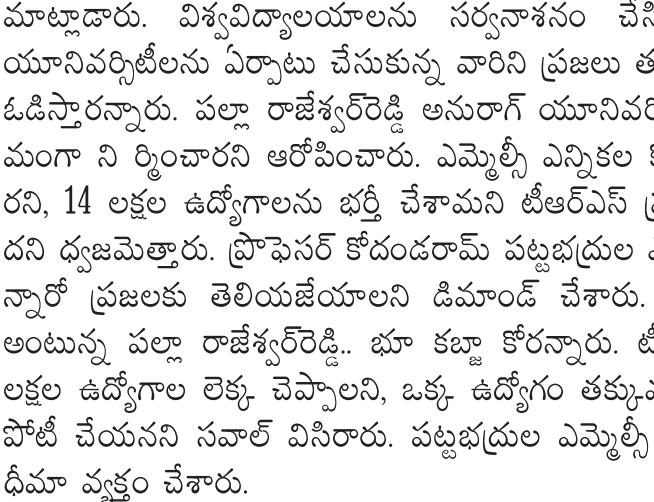 మాట్లాడారు. విశ్వవిద్యాలయాలను సర్వనాశనం చేసి
యూనివర్సిటీలను ఏర్పాటు చేసుకున్న వారిని ప్రజలు
ఓడిస్తారన్నారు. పల్లా రాజేశ్వర్‌రెడ్డి అనురాగ్
మంగా ని ర్మించారని ఆరోపించారు. ఎమ్మెల్సీ ఎన్నికల
రని, 14 లక్షల ఉద్యోగాలను భర్తీ చేశామని టీఆర్ఎస్
దని ధ్వజమెత్తారు. ప్రొఫెసర్ కోదండరామ్ పట్టభద్రుల
న్నారో ప్రజలకు తెలియజేయాలని డిమాండ్ చేశారు.
అంటున్న పల్లా రాజేశ్వర్‌రెడ్డి.. భూ కబ్జా కోరన్నారు.
లక్షల ఉద్యోగాల లెక్క చెప్పాలని, ఒక్క ఉద్యోగం
పోటీ చేయనని సవాల్ విసిరారు. పట్టభద్రుల ఎమ్మెల్సీ
ధీమా వ్యక్తం చేశారు.